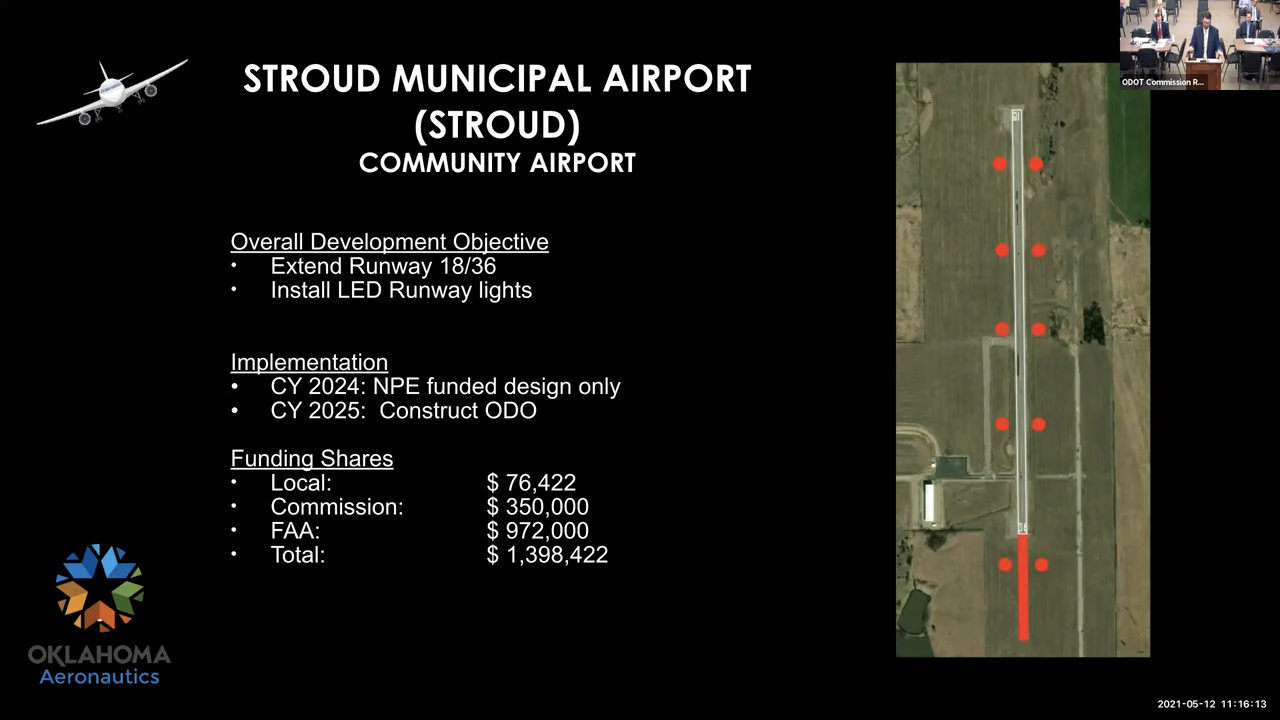 STROUD MUNICIPAL AIRPORT
(STROUD)
COMMUNITY AIRPORT
ODOT Commission R...
Overall Development Objective
• Extend Runway 18/36
• Install LED Runway lights
Implementation
• CY 2024: NPE funded design only
• CY 2025: Construct ODO
Funding Shares
• Local: $ 76,422
• Commission: $ 350,000
• FAA: $ 972,000
• Total: $ 1,398,422
OKLAHOMA
Aeronautics
2021-05-12 11:16:13